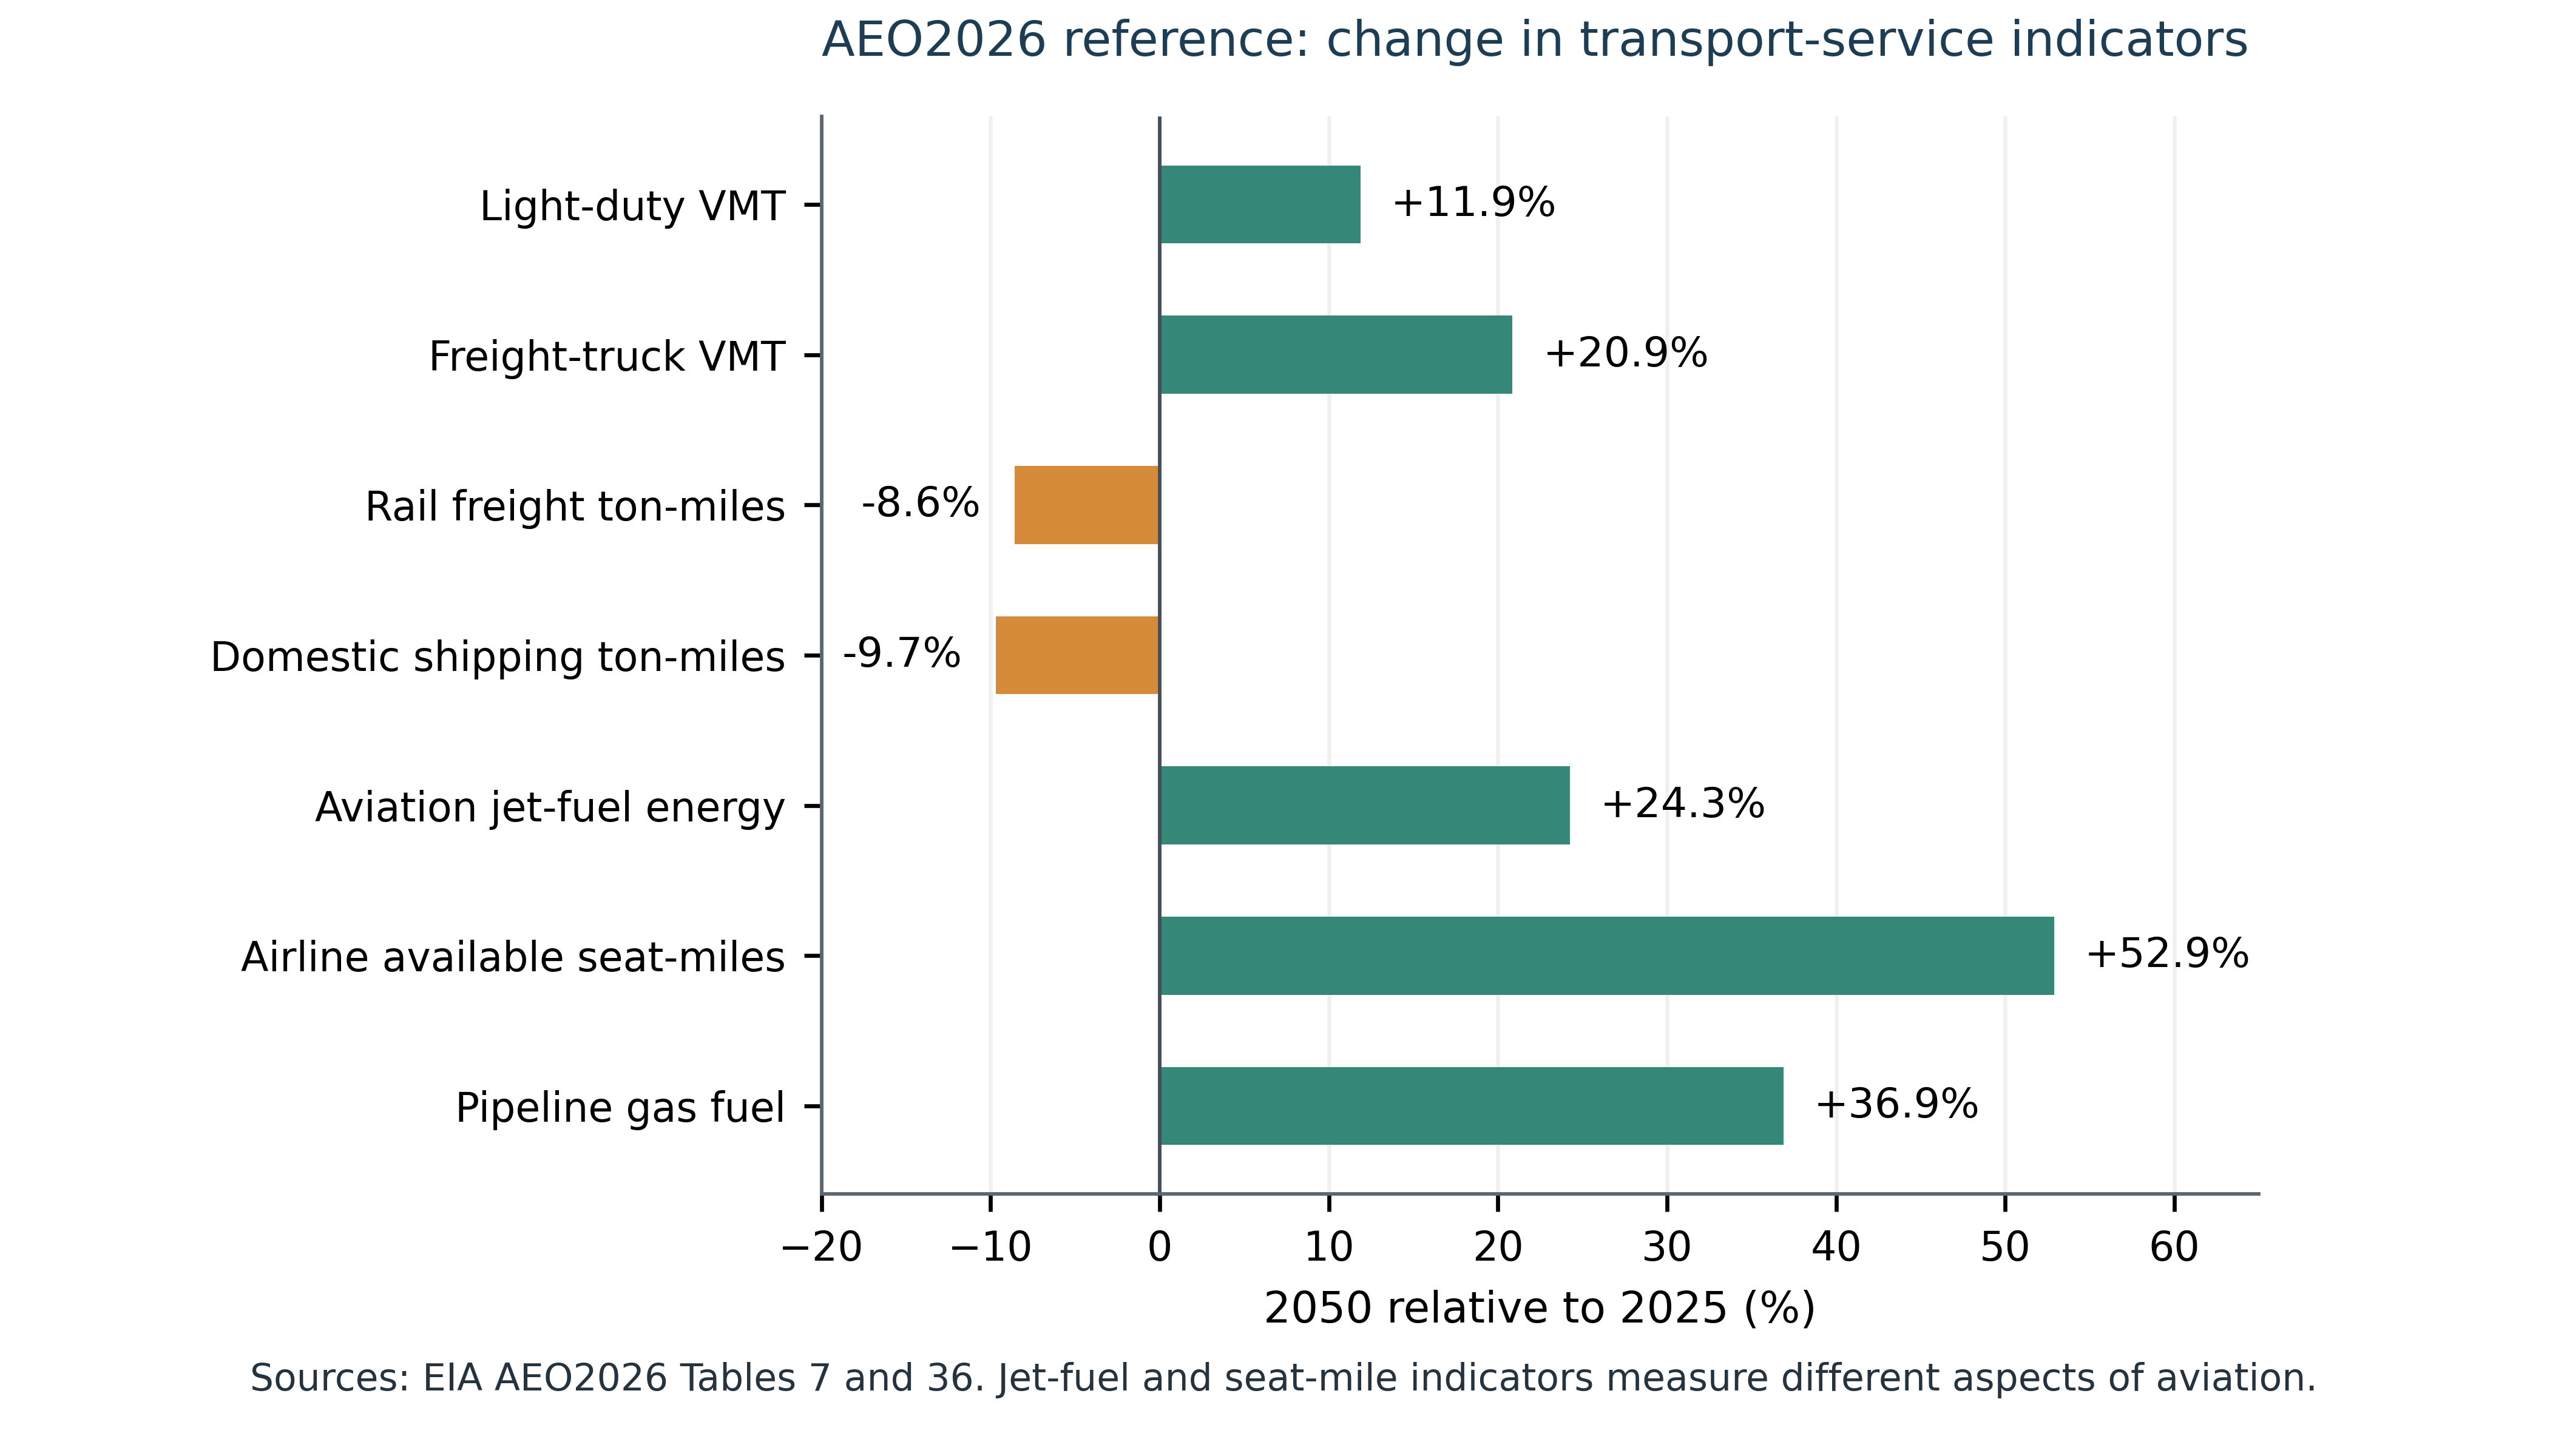 AEO2026 reference: change in transport-service indicators
Light-duty VMT
+11.9%
Freight-truck VMT
+20.9%
Rail freight ton-miles
-8.6%
Domestic shipping ton-miles
-9.7%
Aviation jet-fuel energy
+24.3%
Airline available seat-miles
+52.9%
Pipeline gas fuel
+36.9%
−20 −10 0 10 20 30 40 50 60
2050 relative to 2025 (%)
Sources: EIA AEO2026 Tables 7 and 36. Jet-fuel and seat-mile indicators measure different aspects of aviation.